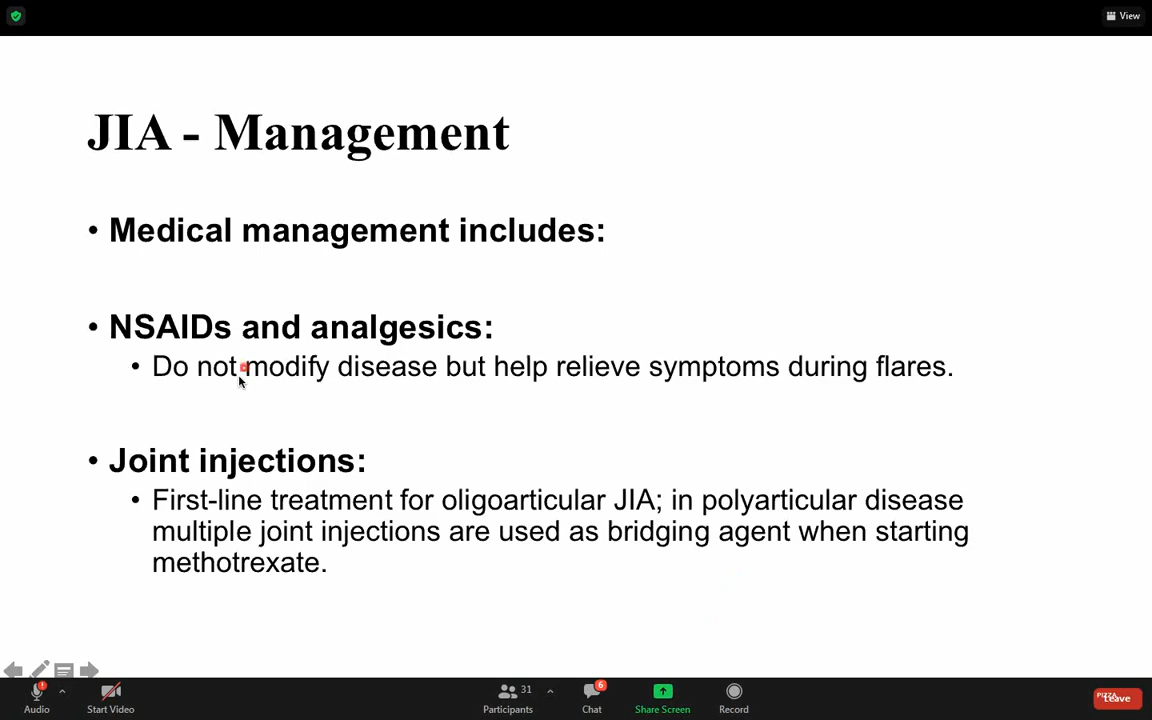 View
JIA - Management
• Medical management includes:
• NSAIDs and analgesics:
• Do not modify disease but help relieve symptoms during flares.
• Joint injections:
• First-line treatment for oligoarticular JIA; in polyarticular disease
multiple joint injections are used as bridging agent when starting
methotrexate.
Audio
Start Video
31
Participants
6
Chat
Share Screen
Record
PIZZA
Leave